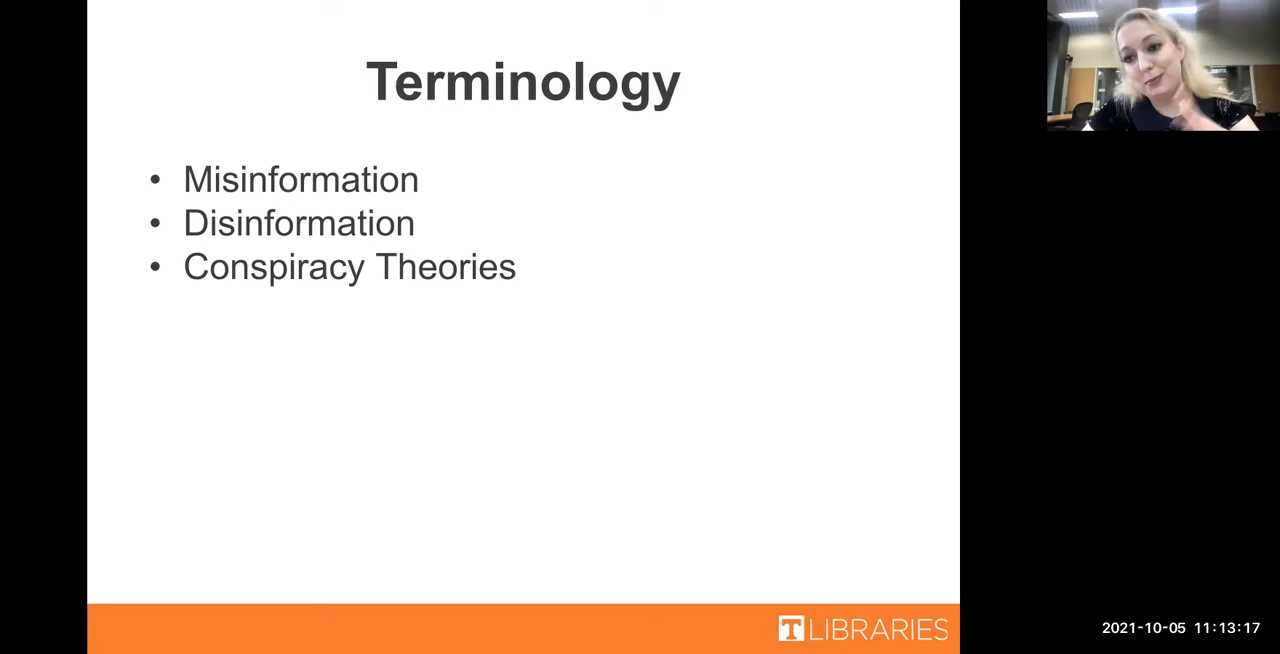 Terminology
• Misinformation
• Disinformation
• Conspiracy Theories
T LIBRARIES
2021-10-05 11:13:17